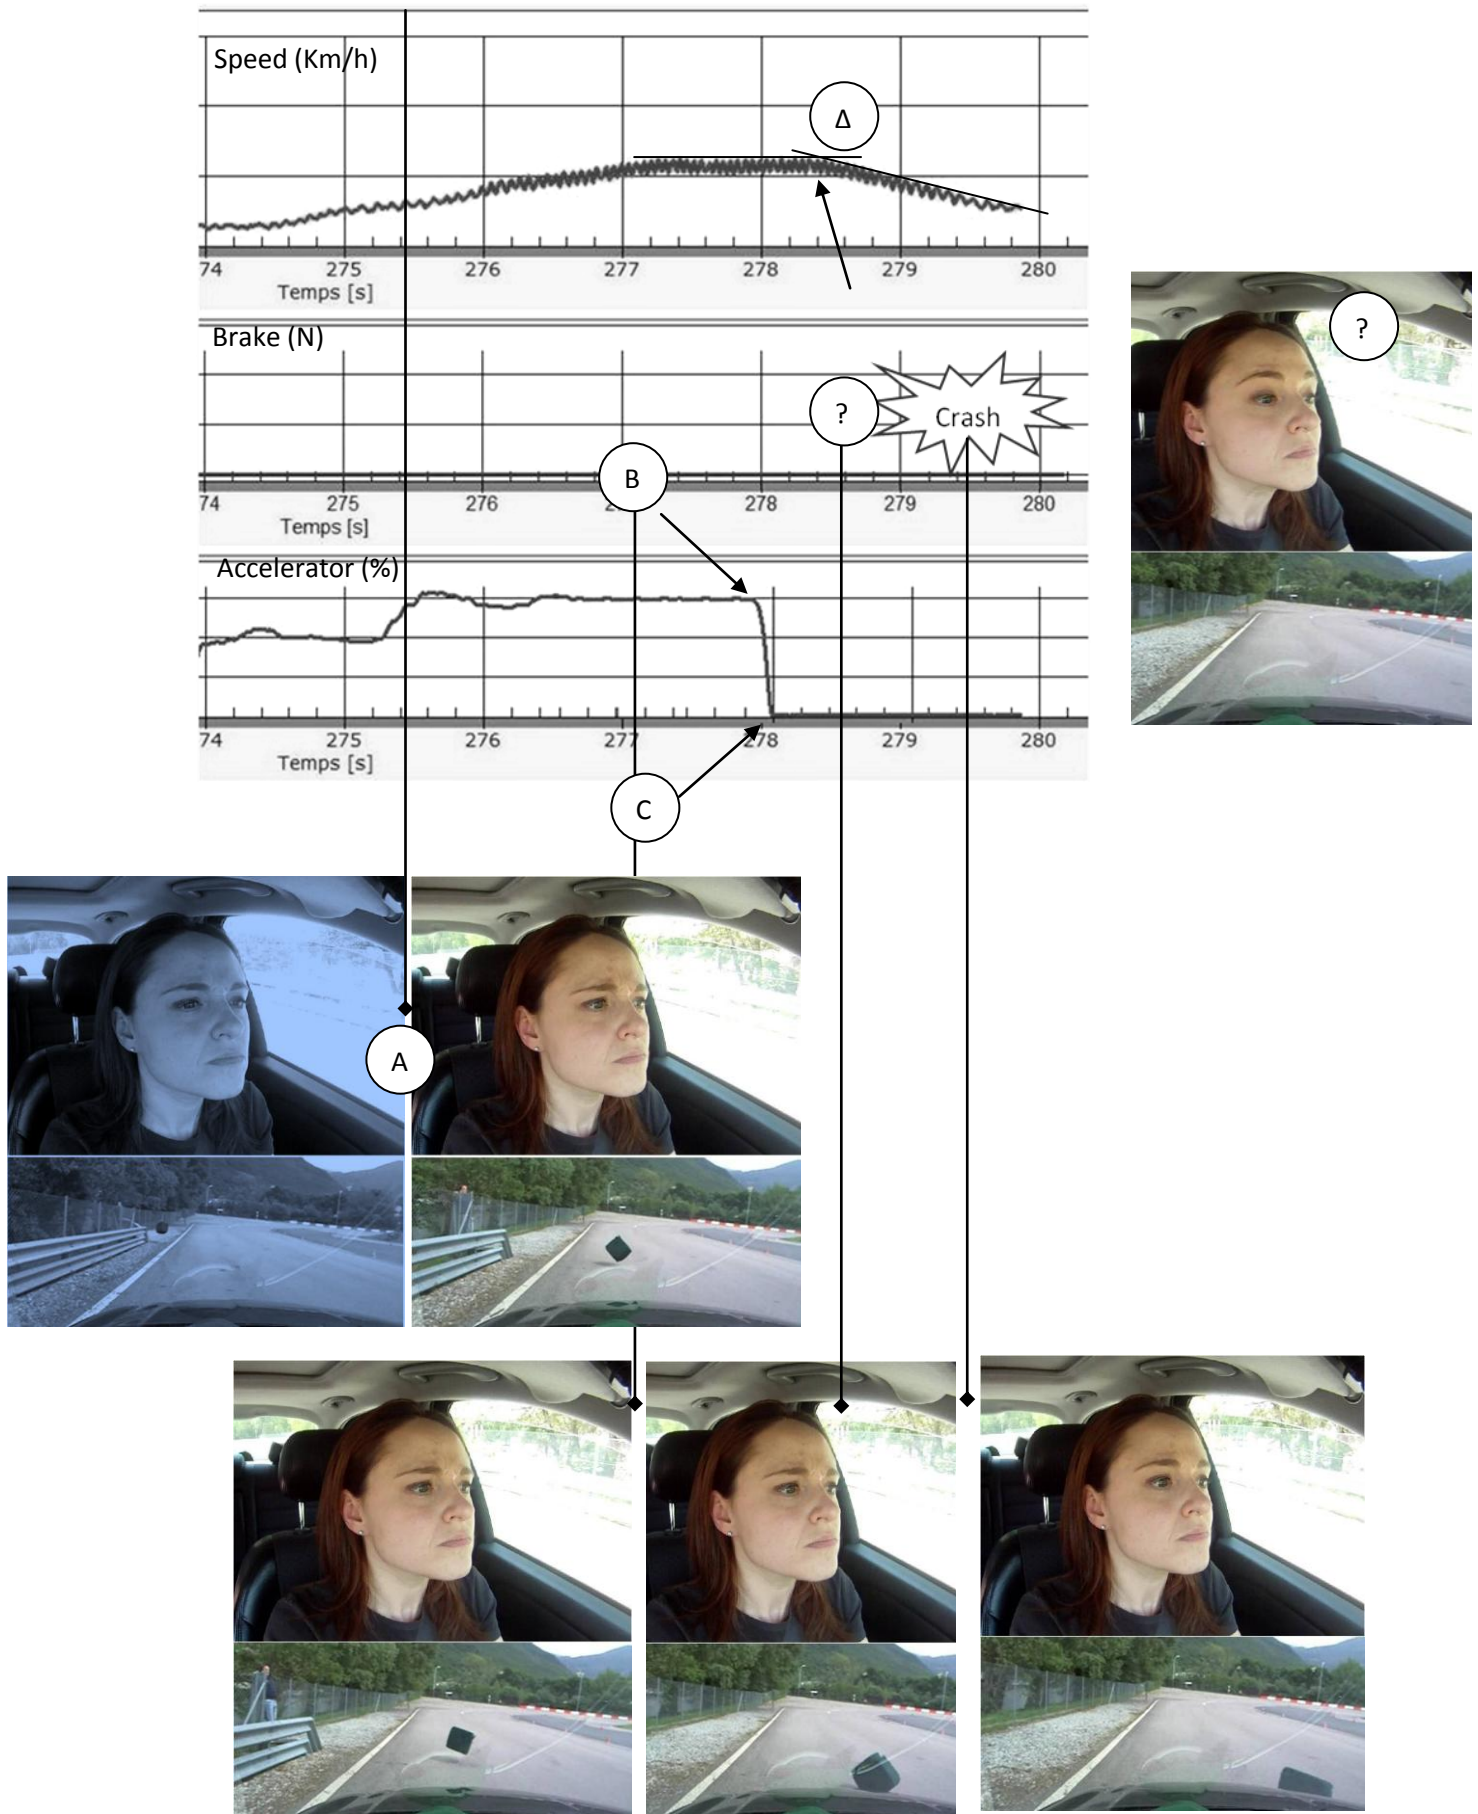 Speed (Km/h)
Δ
74 275 276 277 278 279 280
Temps [s]
Brake (N)
?
?
Crash
B
74 275 276 278 279 280
Temps [s]
Accelerator (%)
74 275 276 277 278 279 280
Temps [s]
C
A